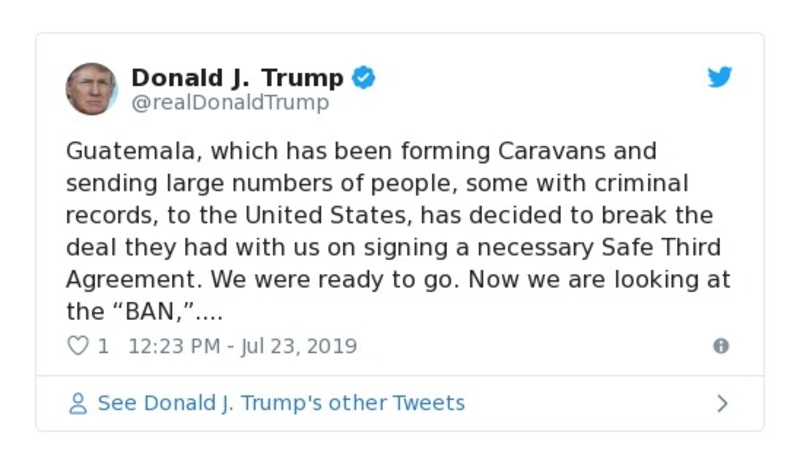 Donald J. Trump
@realDonaldTrump
Guatemala, which has been forming Caravans and
sending large numbers of people, some with criminal
records, to the United States, has decided to break the
deal they had with us on signing a necessary Safe Third
Agreement. We were ready to go. Now we are looking at
the “BAN,”....
1 12:23 PM - Jul 23, 2019
See Donald J. Trump's other Tweets